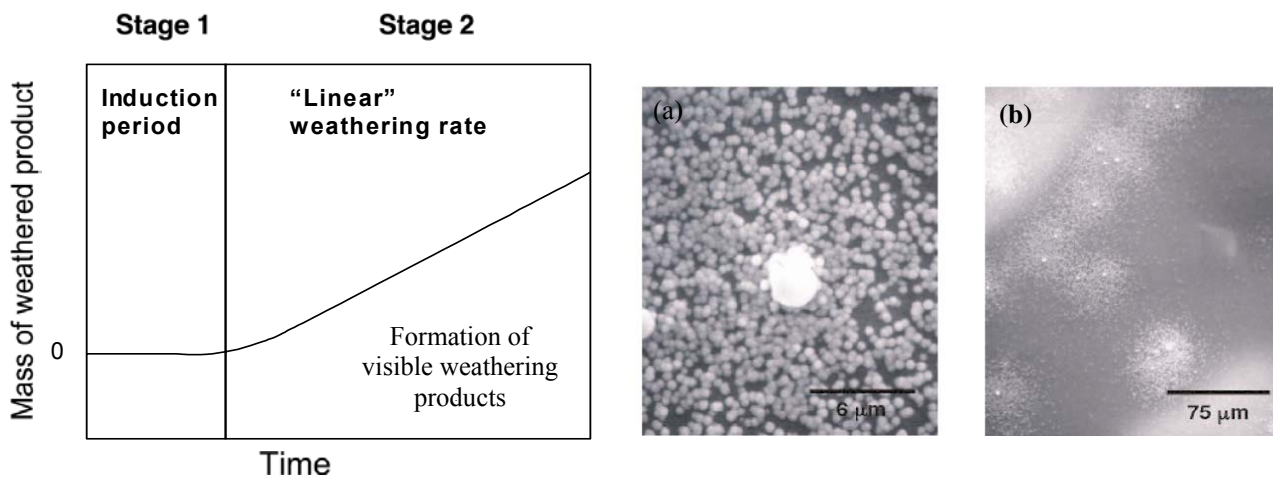 Stage 1
Stage 2
Mass of weathered product
Induction
period
“Linear”
weathering rate
0
Formation of
visible weathering
products
Time
(a)
6 μm
(b)
75 μm